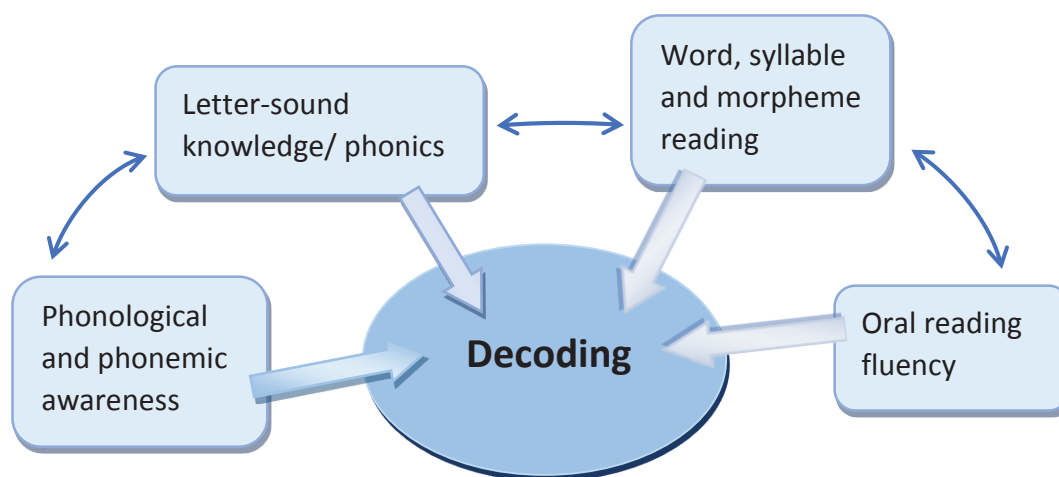 Letter-sound
knowledge/ phonics
Word, syllable
and morpheme
reading
Phonological
and phonemic
awareness
Decoding
Oral reading
fluency